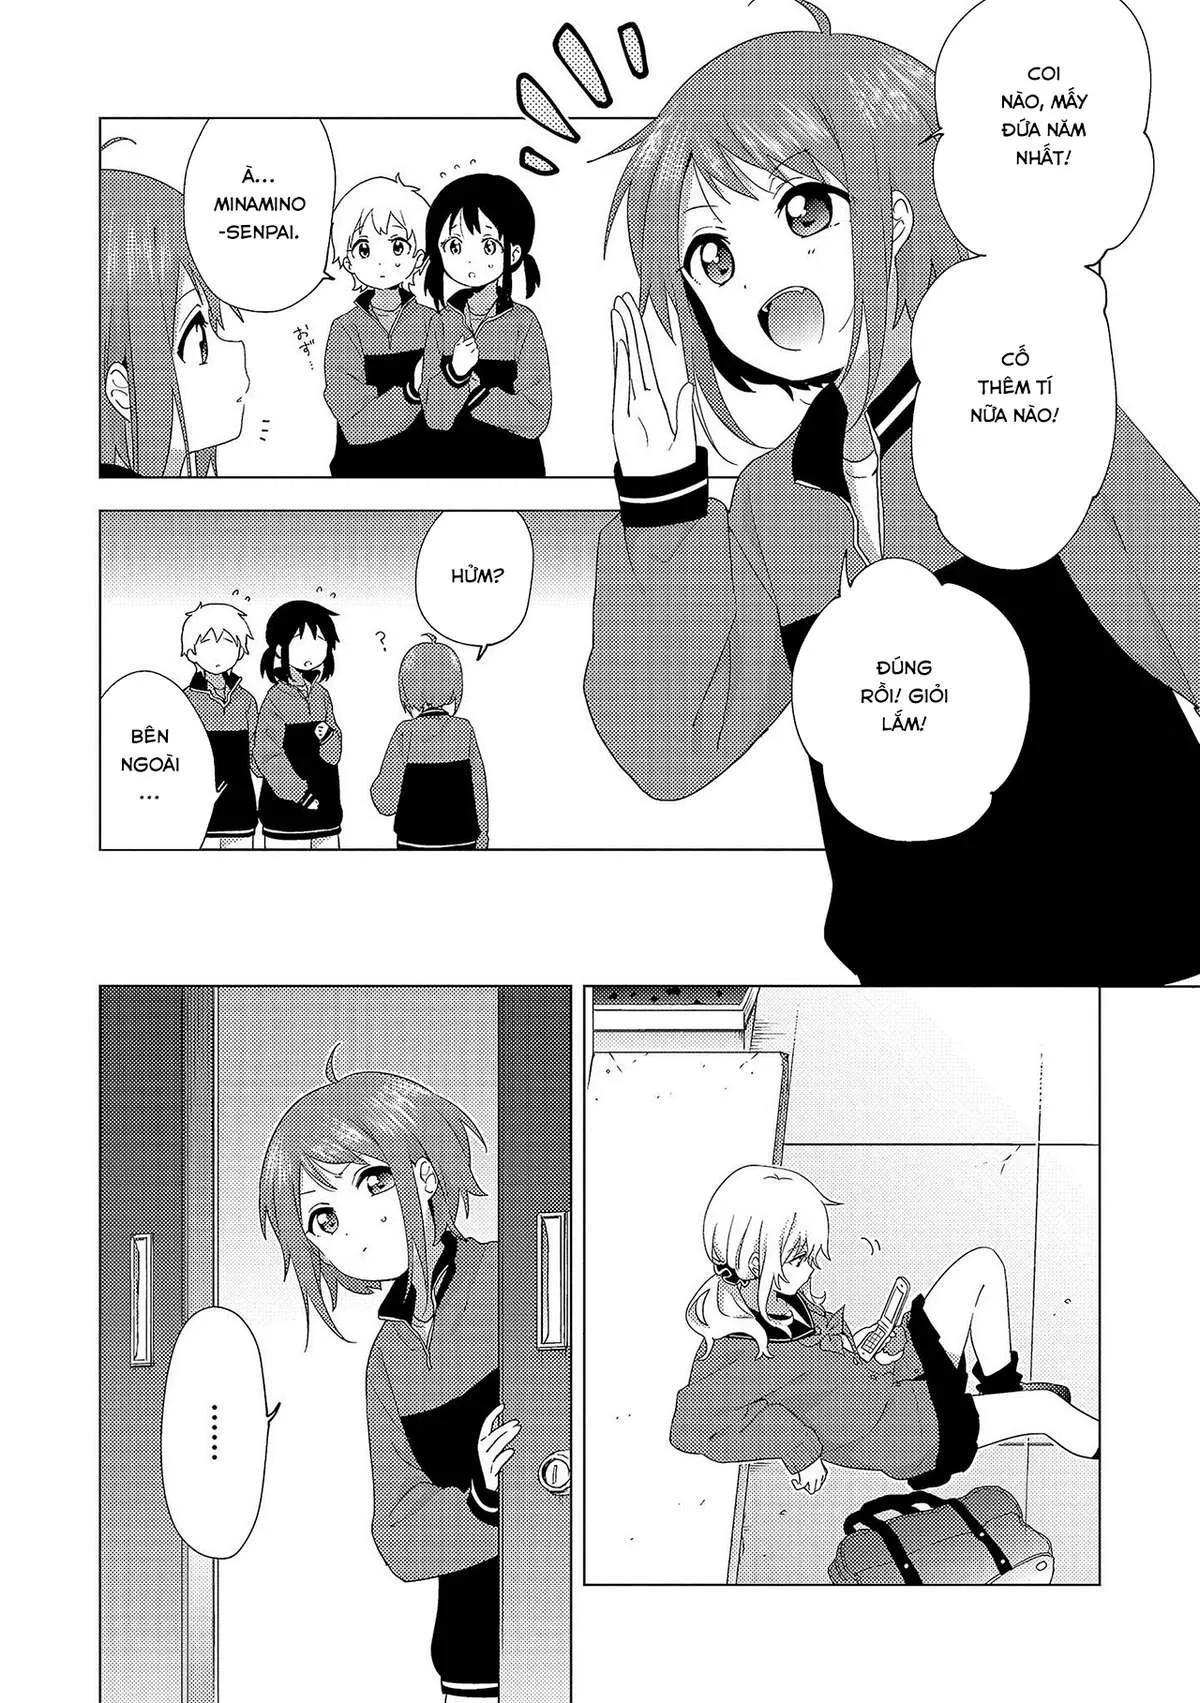 COI
NÀO, MẤY
ĐỨA NĂM
NHẤT!
CỐ
THÊM TÍ
NỮA NÀO!
ĐÚNG
RỒI! GIỎI
LẮM!
À...
MINAMINO
-SENPAI.
おず...
HỬM?
?
BÊN
NGOÀI
...
.......